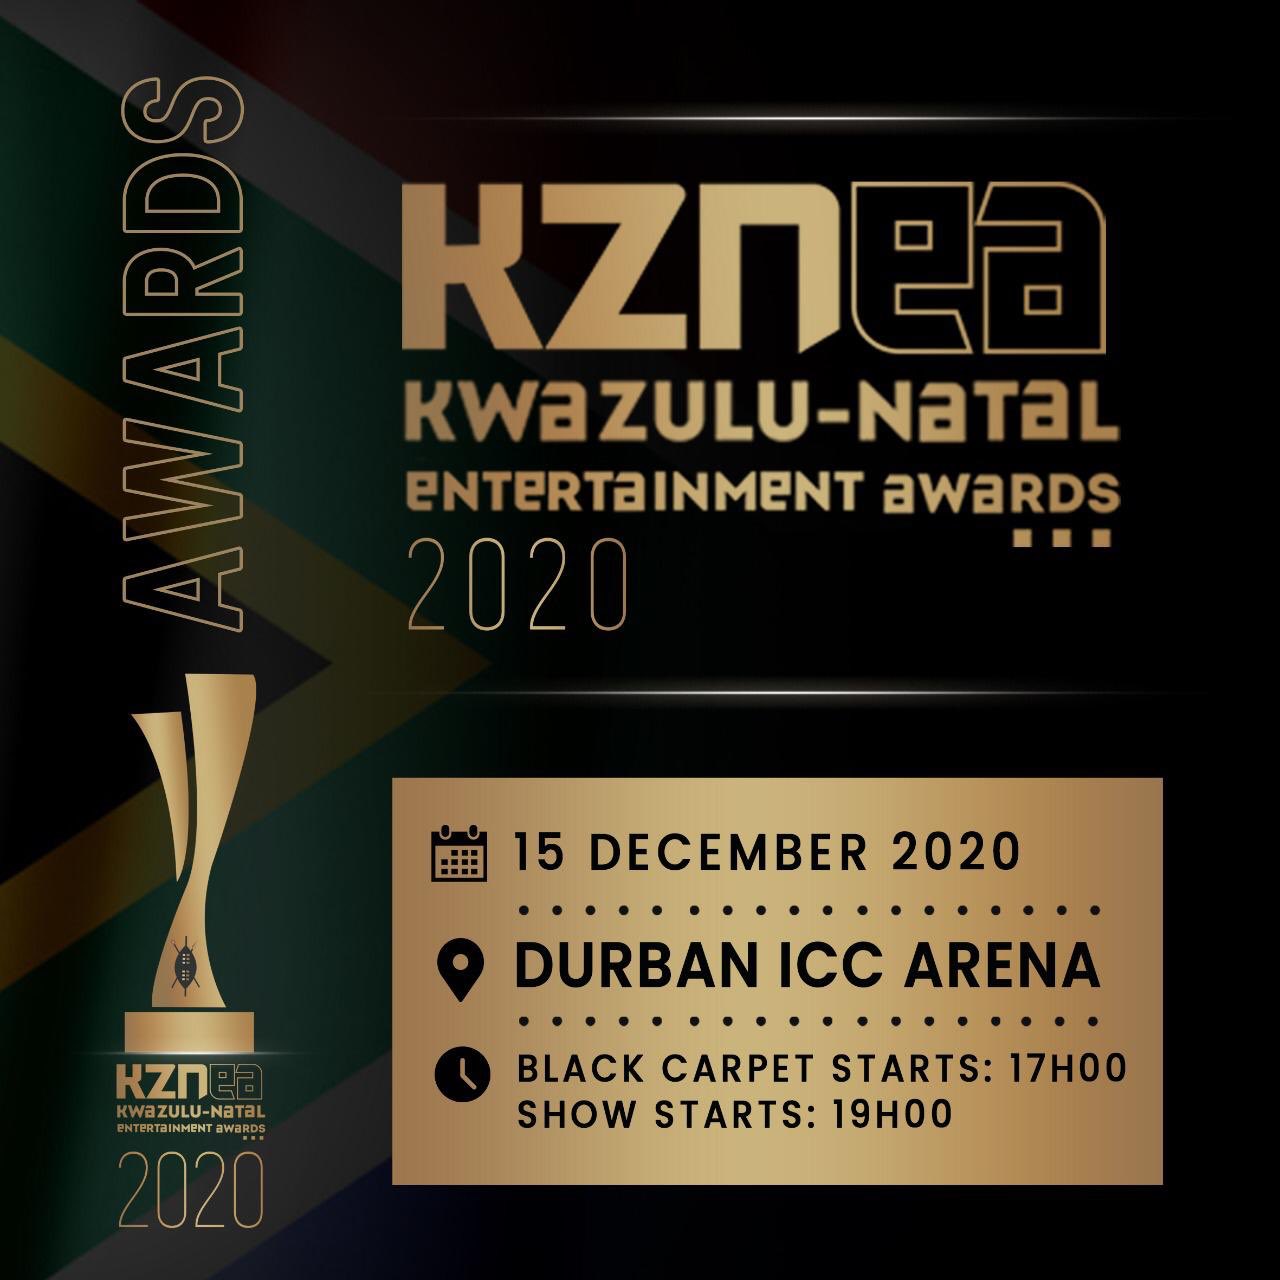 AWARDS
KZNea
KWaZULU-NaTaL
eNTeRTaINMeNT aWaRDS
2020
15 DECEMBER 2020
DURBAN ICC ARENA
BLACK CARPET STARTS: 17H00
SHOW STARTS: 19H00
KZNea
KWaZULU-NaTaL
eNTeRTaINMeNT aWaRDS
2020